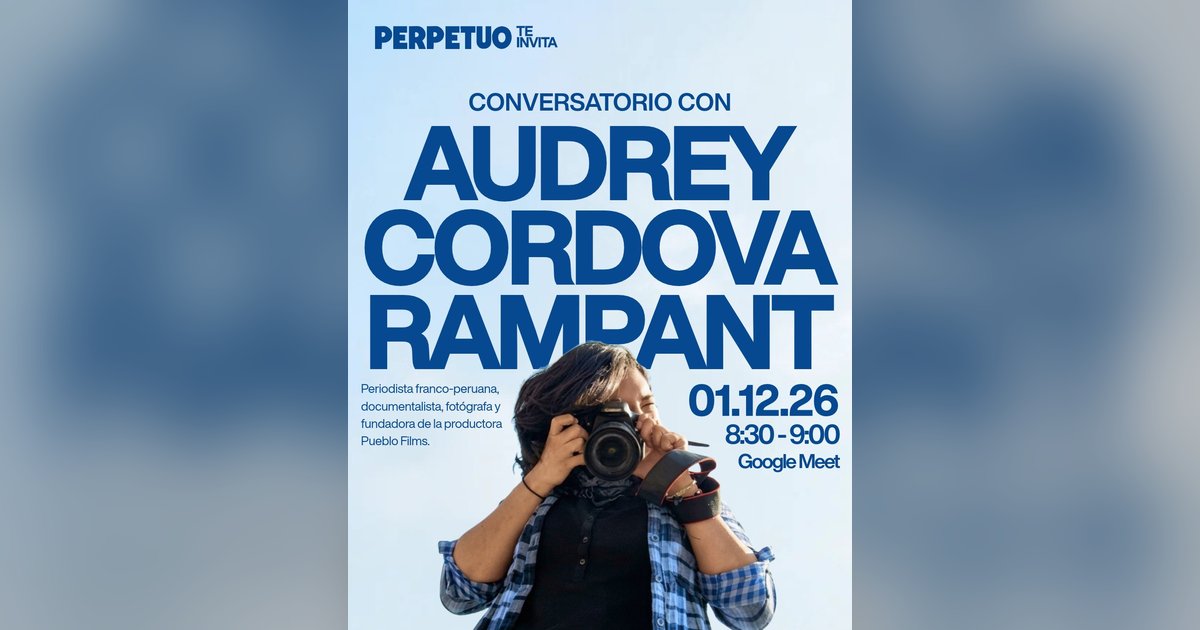 PERPETUO TE
INVITA
CONVERSATORIO CON
AUDREY
CORDOVA
RAMPANT
Periodista franco-peruana,
documentalista, fotógrafa y
fundadora de la productora
Pueblo Films.
01.12.26
8:30 - 9:00
Google Meet